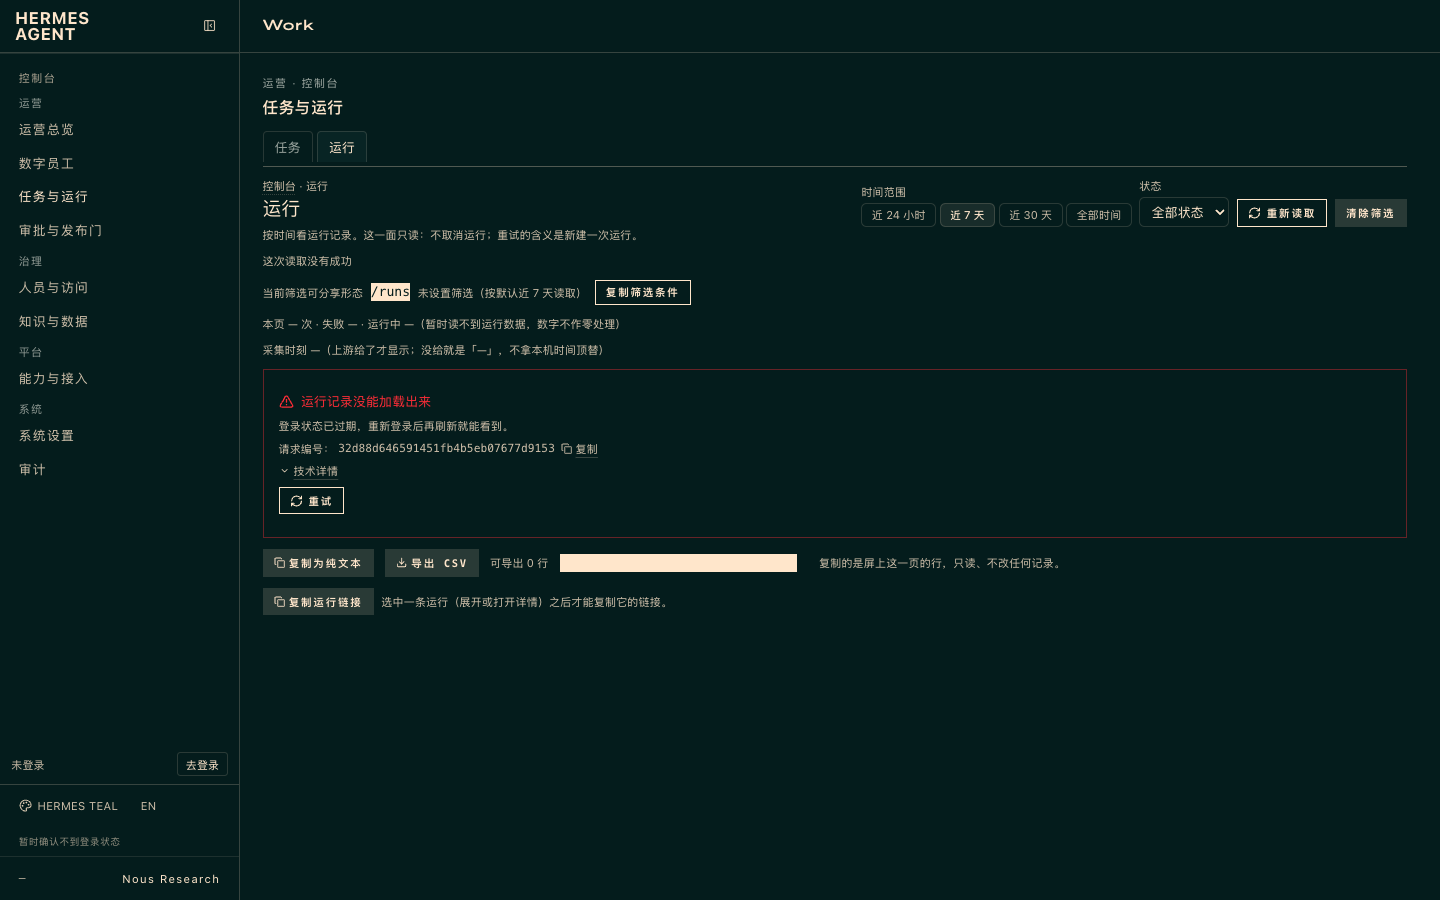 HERMES
AGENT
控制台
运营
运营总览
数字员工
任务与运行
审批与发布门
治理
人员与访问
知识与数据
平台
能力与接入
系统
系统设置
审计
未登录
去登录
HERMES TEAL
EN
暂时确认不到登录状态
—
Nous Research
Work
运营 · 控制台
任务与运行
任务
运行
控制台 · 运行
运行
按时间看运行记录。这一面只读：不取消运行；重试的含义是新建一次运行。
这次读取没有成功
时间范围
近 24 小时
近 7 天
近 30 天
全部时间
状态
全部状态
重新读取
清除筛选
当前筛选可分享形态 /runs 未设置筛选（按默认近 7 天读取） 复制筛选条件
本页 — 次 · 失败 — · 运行中 —（暂时读不到运行数据，数字不作零处理）
采集时刻 —（上游给了才显示；没给就是「—」，不拿本机时间顶替）
运行记录没能加载出来
登录状态已过期，重新登录后再刷新就能看到。
请求编号： 32d88d646591451fb4b5eb07677d9153 复制
技术详情
重试
复制为纯文本 导出 CSV 可导出 0 行 复制的是屏上这一页的行，只读、不改任何记录。
复制运行链接 选中一条运行（展开或打开详情）之后才能复制它的链接。